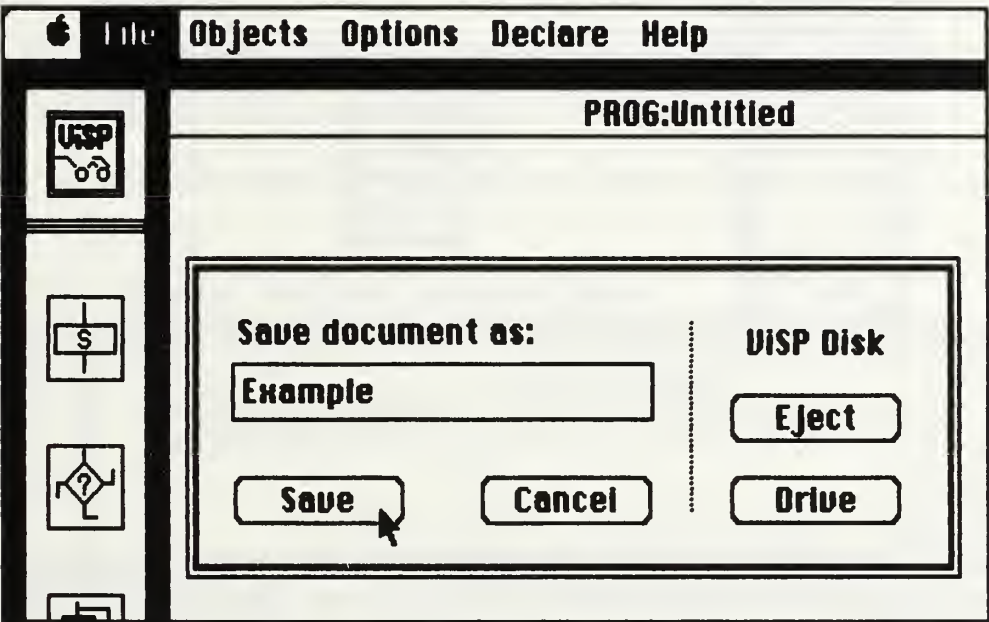 File Objects Options Declare Help
PROG:Untitled
ViSP
Save document as:
ViSP Disk
Example
Eject
S
Save
Cancel
Drive
?